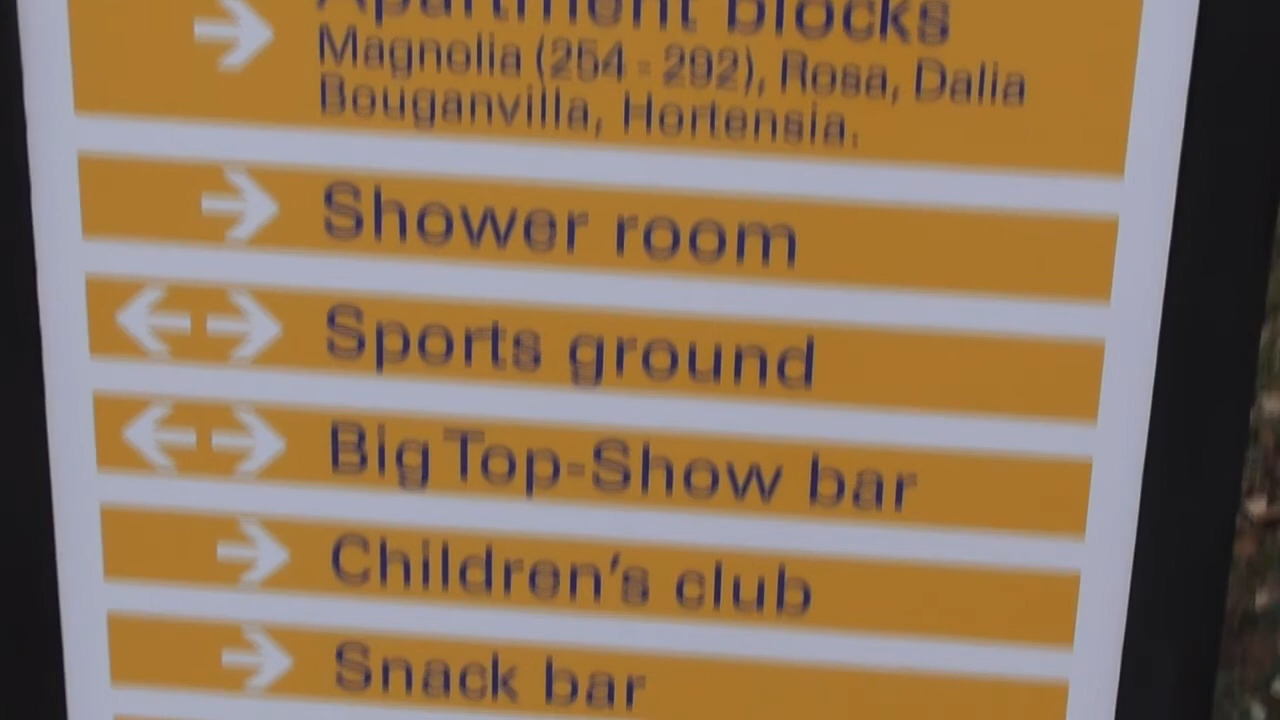 Apartment blocks
Magnolia (254 - 292), Rosa, Dalia
Bouganvilla, Hortensia.
Shower room
Sports ground
Big Top-Show bar
Children's club
Snack bar